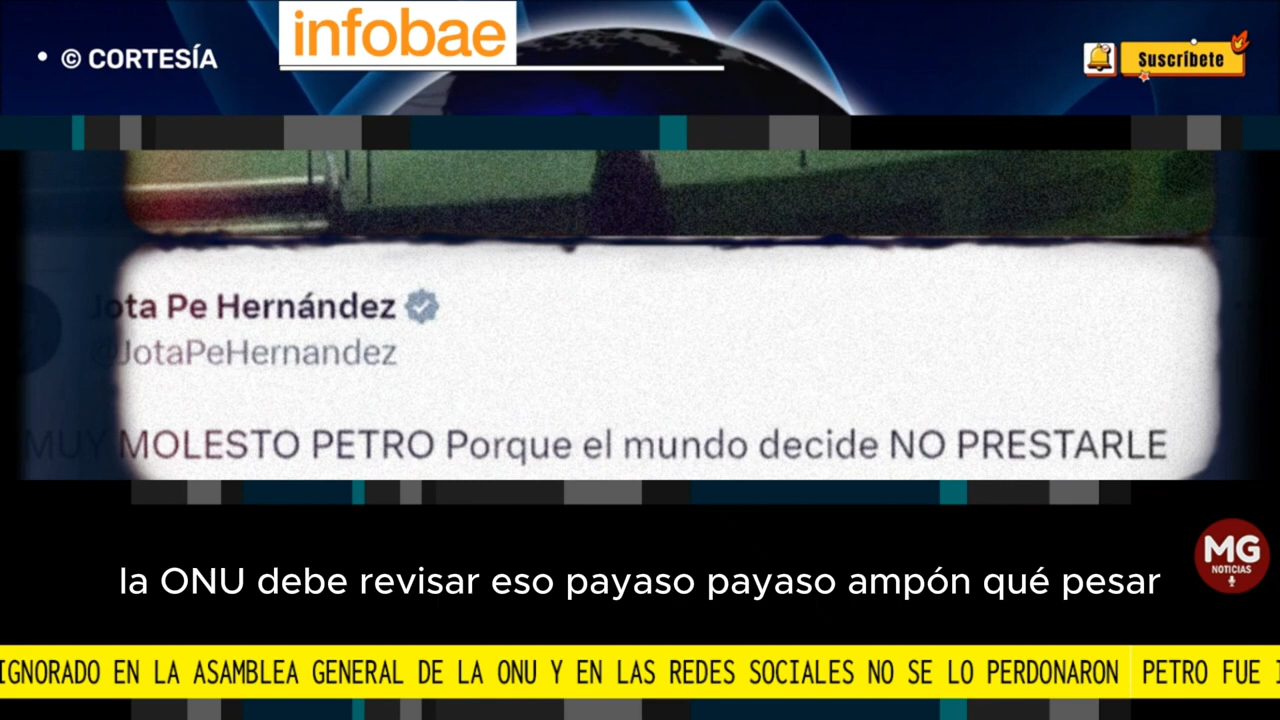 • © CORTESÍA
infobae
Suscríbete
Jota Pe Hernández
@JotaPeHernandez
MUY MOLESTO PETRO Porque el mundo decide NO PRESTARLE
la ONU debe revisar eso payaso payaso ampón qué pesar
MG
NOTICIAS
IGNORADO EN LA ASAMBLEA GENERAL DE LA ONU Y EN LAS REDES SOCIALES NO SE LO PERDONARON PETRO FUE